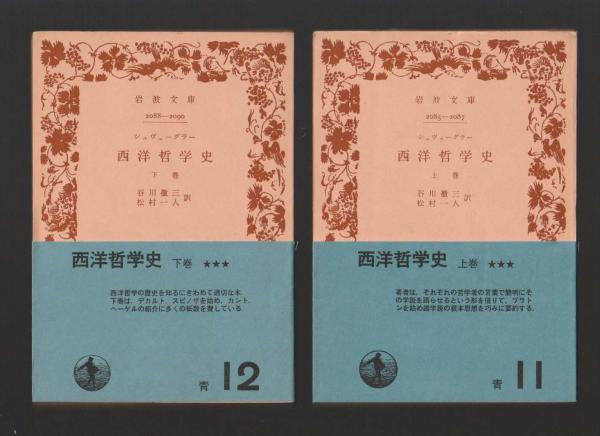 岩波文庫
2088—2090
シュヴェーグラー
西洋哲学史
下巻
谷川徹三
松村一人 訳
西洋哲学史 下巻 ★★★
西洋哲学の歴史を知るにきわめて適切な本.
下巻は、デカルト、スピノザを始め、カント、
ヘーゲルの紹介に多くの紙数を費している.
青 12
岩波文庫
2085—2087
シュヴェーグラー
西洋哲学史
上巻
谷川徹三
松村一人 訳
西洋哲学史 上巻 ★★★
著者は、それぞれの哲学者の言葉で簡明にそ
の学説を語らせるという形を借りて、プラト
ンを始め諸学説の根本思想を巧みに要約する.
青 11